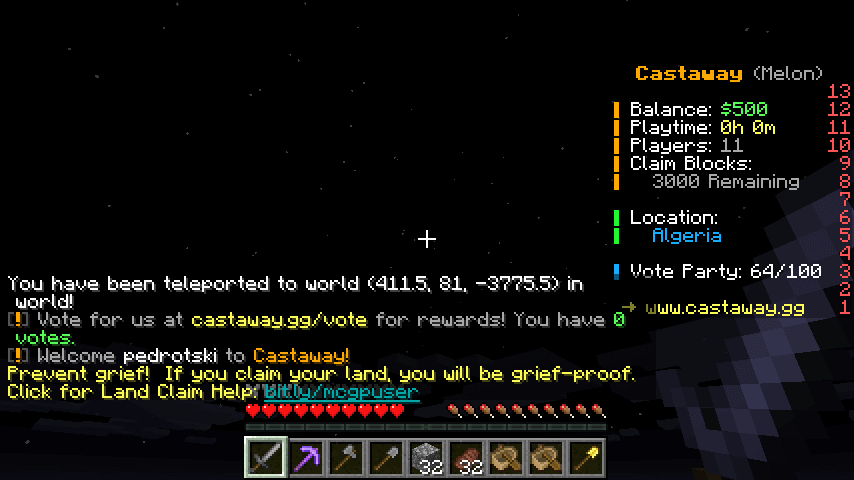 Castaway (Melon)
13
Balance: $500 12
Playtime: 0h 0m 11
Players: 11 10
Claim Blocks: 9
3000 Remaining 8
7
Location: 6
Algeria 5
4
Vote Party: 64/100 3
2
→ www.castaway.gg 1
You have been teleported to world (411.5, 81, -3775.5) in
world!
[!] Vote for us at castaway.gg/vote for rewards! You have 0
votes.
[!] Welcome pedrotski to Castaway!
Prevent grief! If you claim your land, you will be grief-proof.
Click for Land Claim Help: bit.ly/mcgpuser
32 32